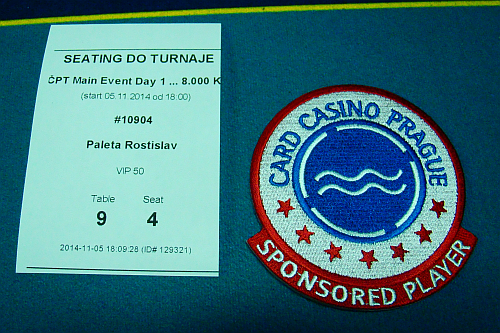 SEATING DO TURNAJE
ČPT Main Event Day 1 ... 8.000 K
(start 05.11.2014 od 18:00)
#10904
Paleta Rostislav
VIP 50
Table Seat
9 4
2014-11-05 18:09:28 (ID# 129321)
CARD CASINO PRAGUE
SPONSORED PLAYER